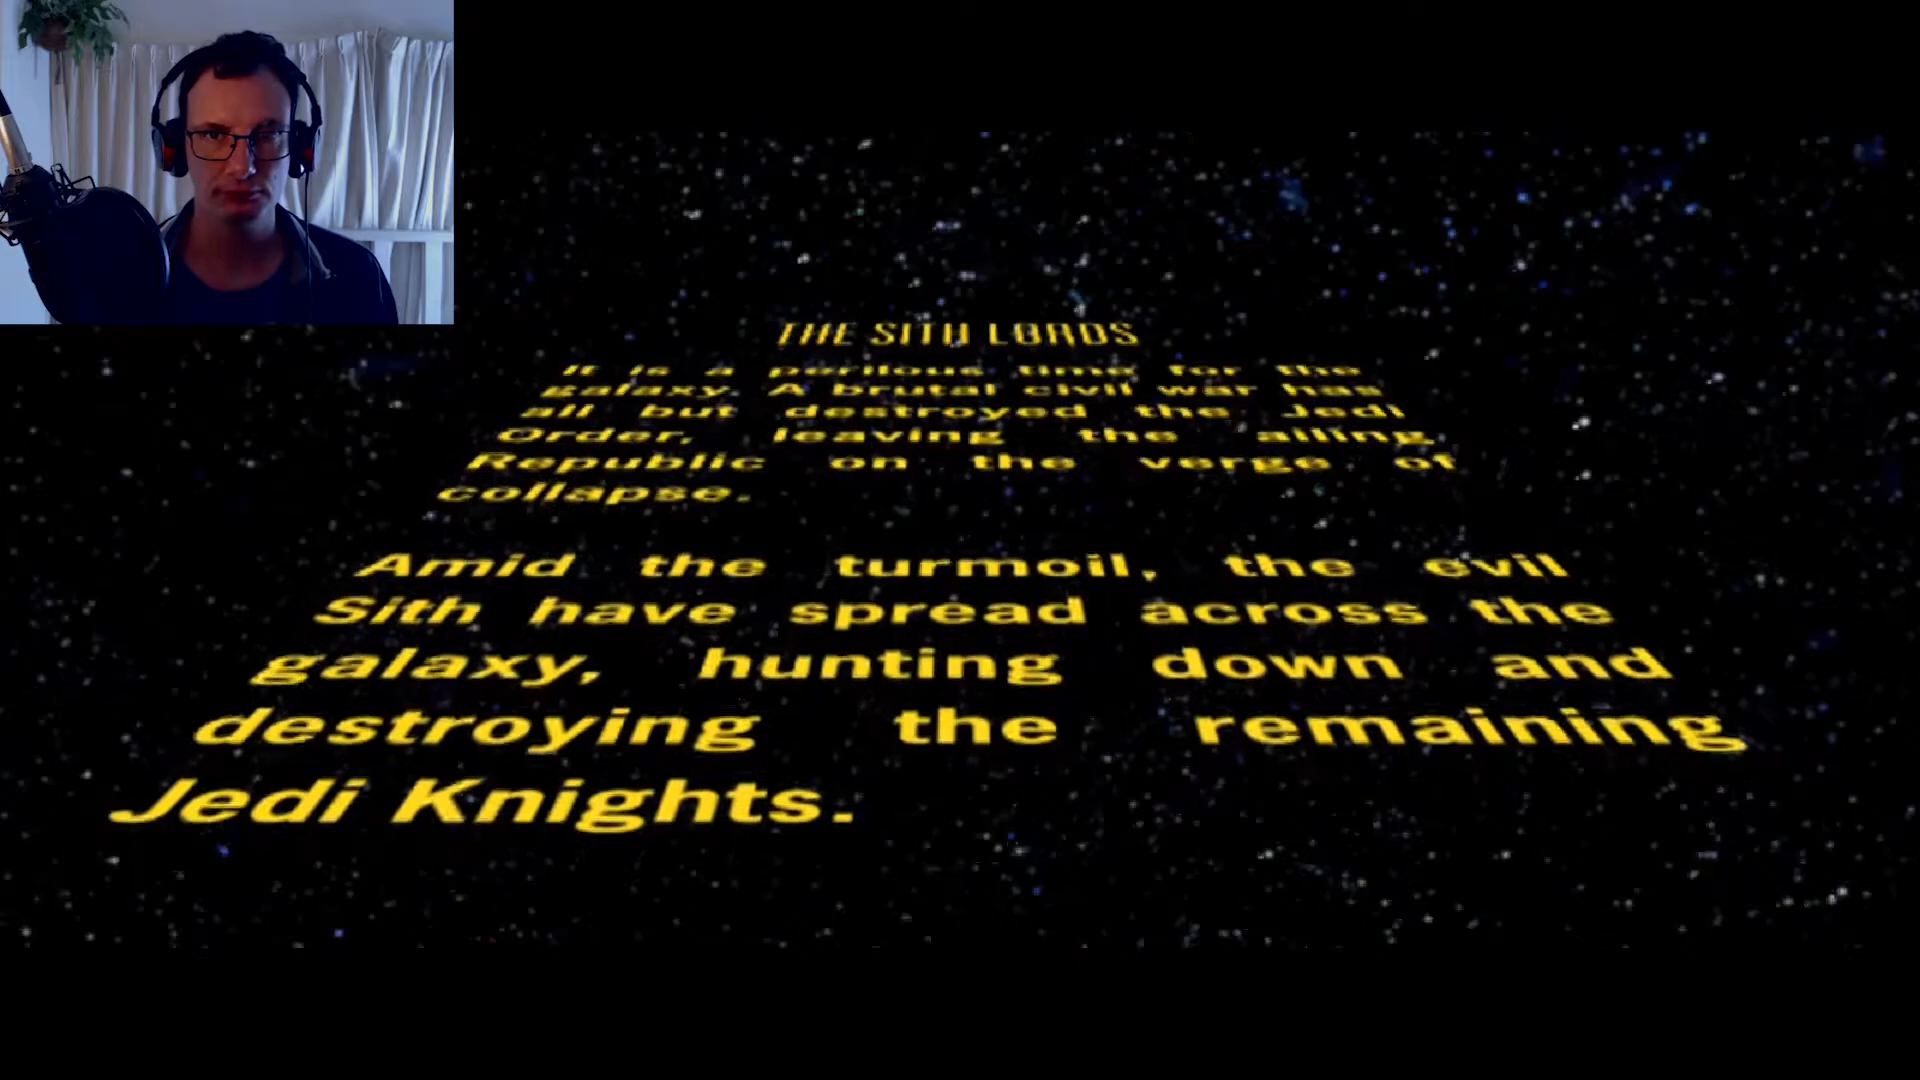 THE SITH LORDS
It is a perilous time for the
galaxy. A brutal civil war has
all but destroyed the Jedi
Order, leaving the ailing
Republic on the verge of
collapse.
Amid the turmoil, the evil
Sith have spread across the
galaxy, hunting down and
destroying the remaining
Jedi Knights.